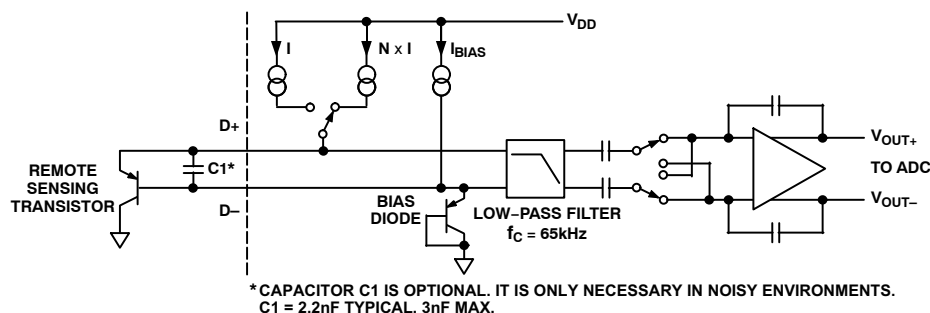 V_DD
I
N x I
I_BIAS
D+
C1*
REMOTE
SENSING
TRANSISTOR
D−
BIAS
DIODE
LOW−PASS FILTER
f_C = 65kHz
V_OUT+
TO ADC
V_OUT−
* CAPACITOR C1 IS OPTIONAL. IT IS ONLY NECESSARY IN NOISY ENVIRONMENTS.
C1 = 2.2nF TYPICAL, 3nF MAX.